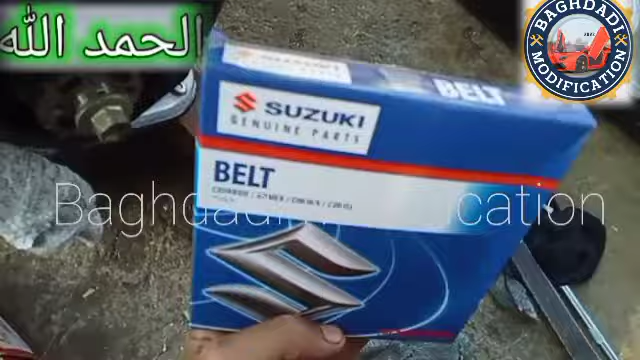 الحمد الله
BAGHDADI
MODIFICATION
SUZUKI
GENUINE PARTS
BELT
BELT
Baghdadi cation